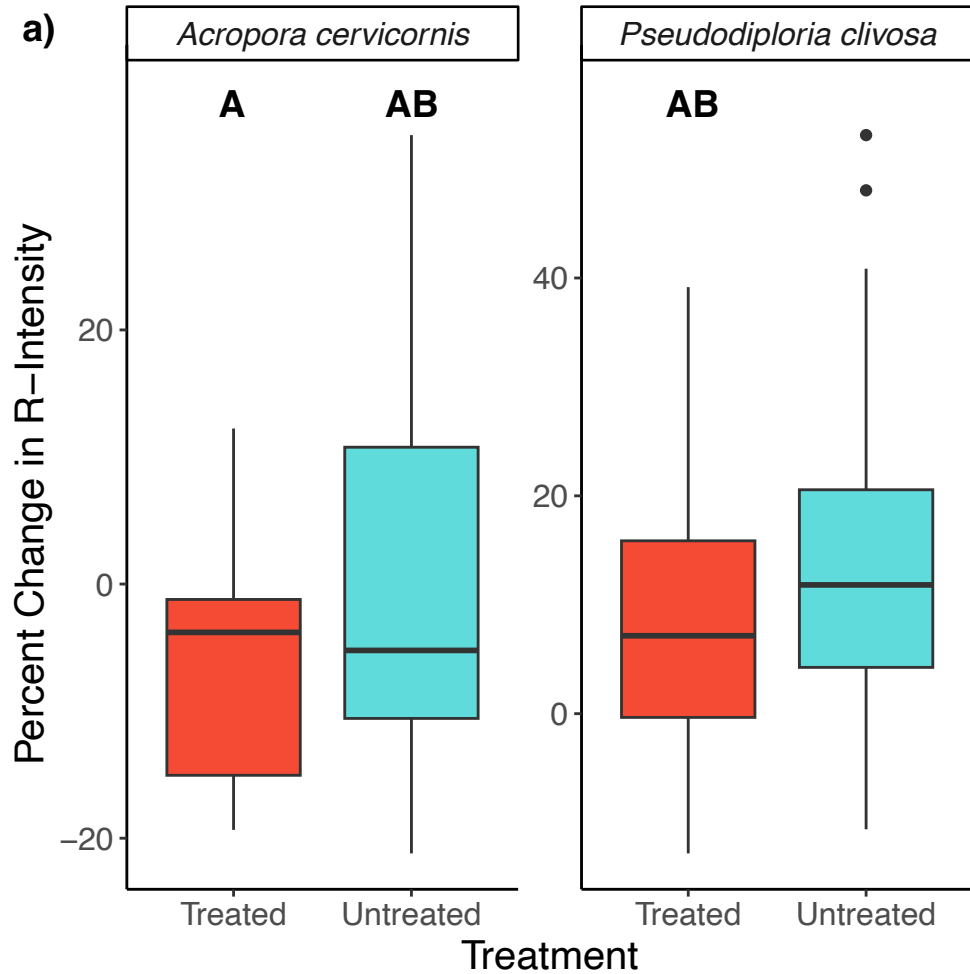 a)
Acropora cervicornis
Pseudodiploria clivosa
A
AB
AB
Percent Change in R−Intensity
20
0
−20
40
20
0
Treated
Untreated
Treated
Untreated
Treatment